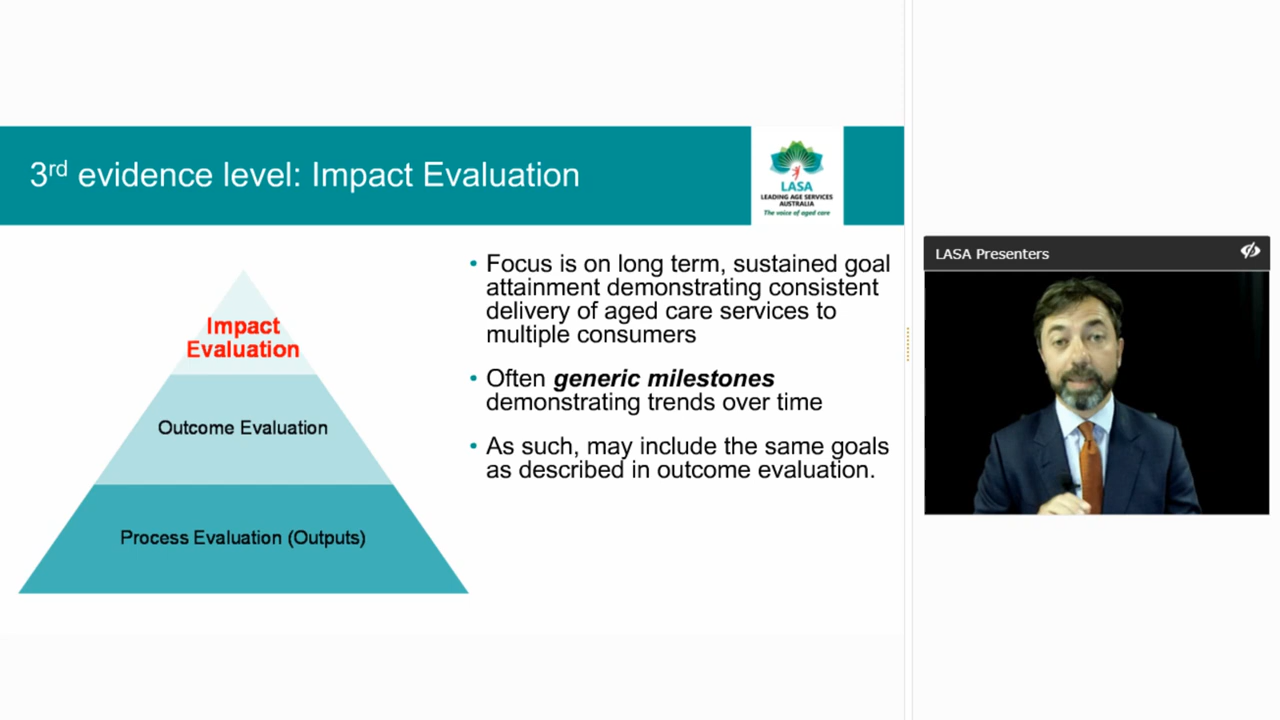 3rd evidence level: Impact Evaluation
LASA
LEADING AGE SERVICES
AUSTRALIA
The voice of aged care
Impact
Evaluation
Outcome Evaluation
Process Evaluation (Outputs)
• Focus is on long term, sustained goal
attainment demonstrating consistent
delivery of aged care services to
multiple consumers
• Often generic milestones
demonstrating trends over time
• As such, may include the same goals
as described in outcome evaluation.
LASA Presenters